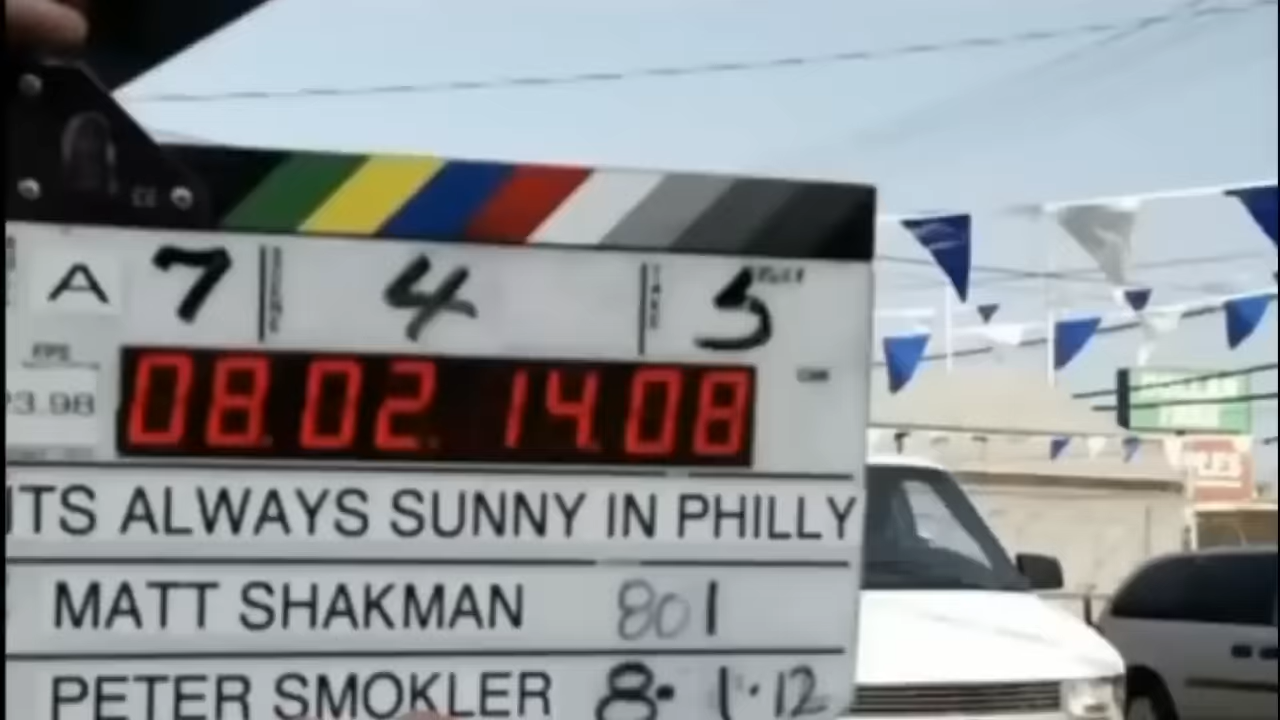 A 7 4 5
FPS
23.98 08.02 14.08
ITS ALWAYS SUNNY IN PHILLY
MATT SHAKMAN 801
PETER SMOKLER 8·1·12